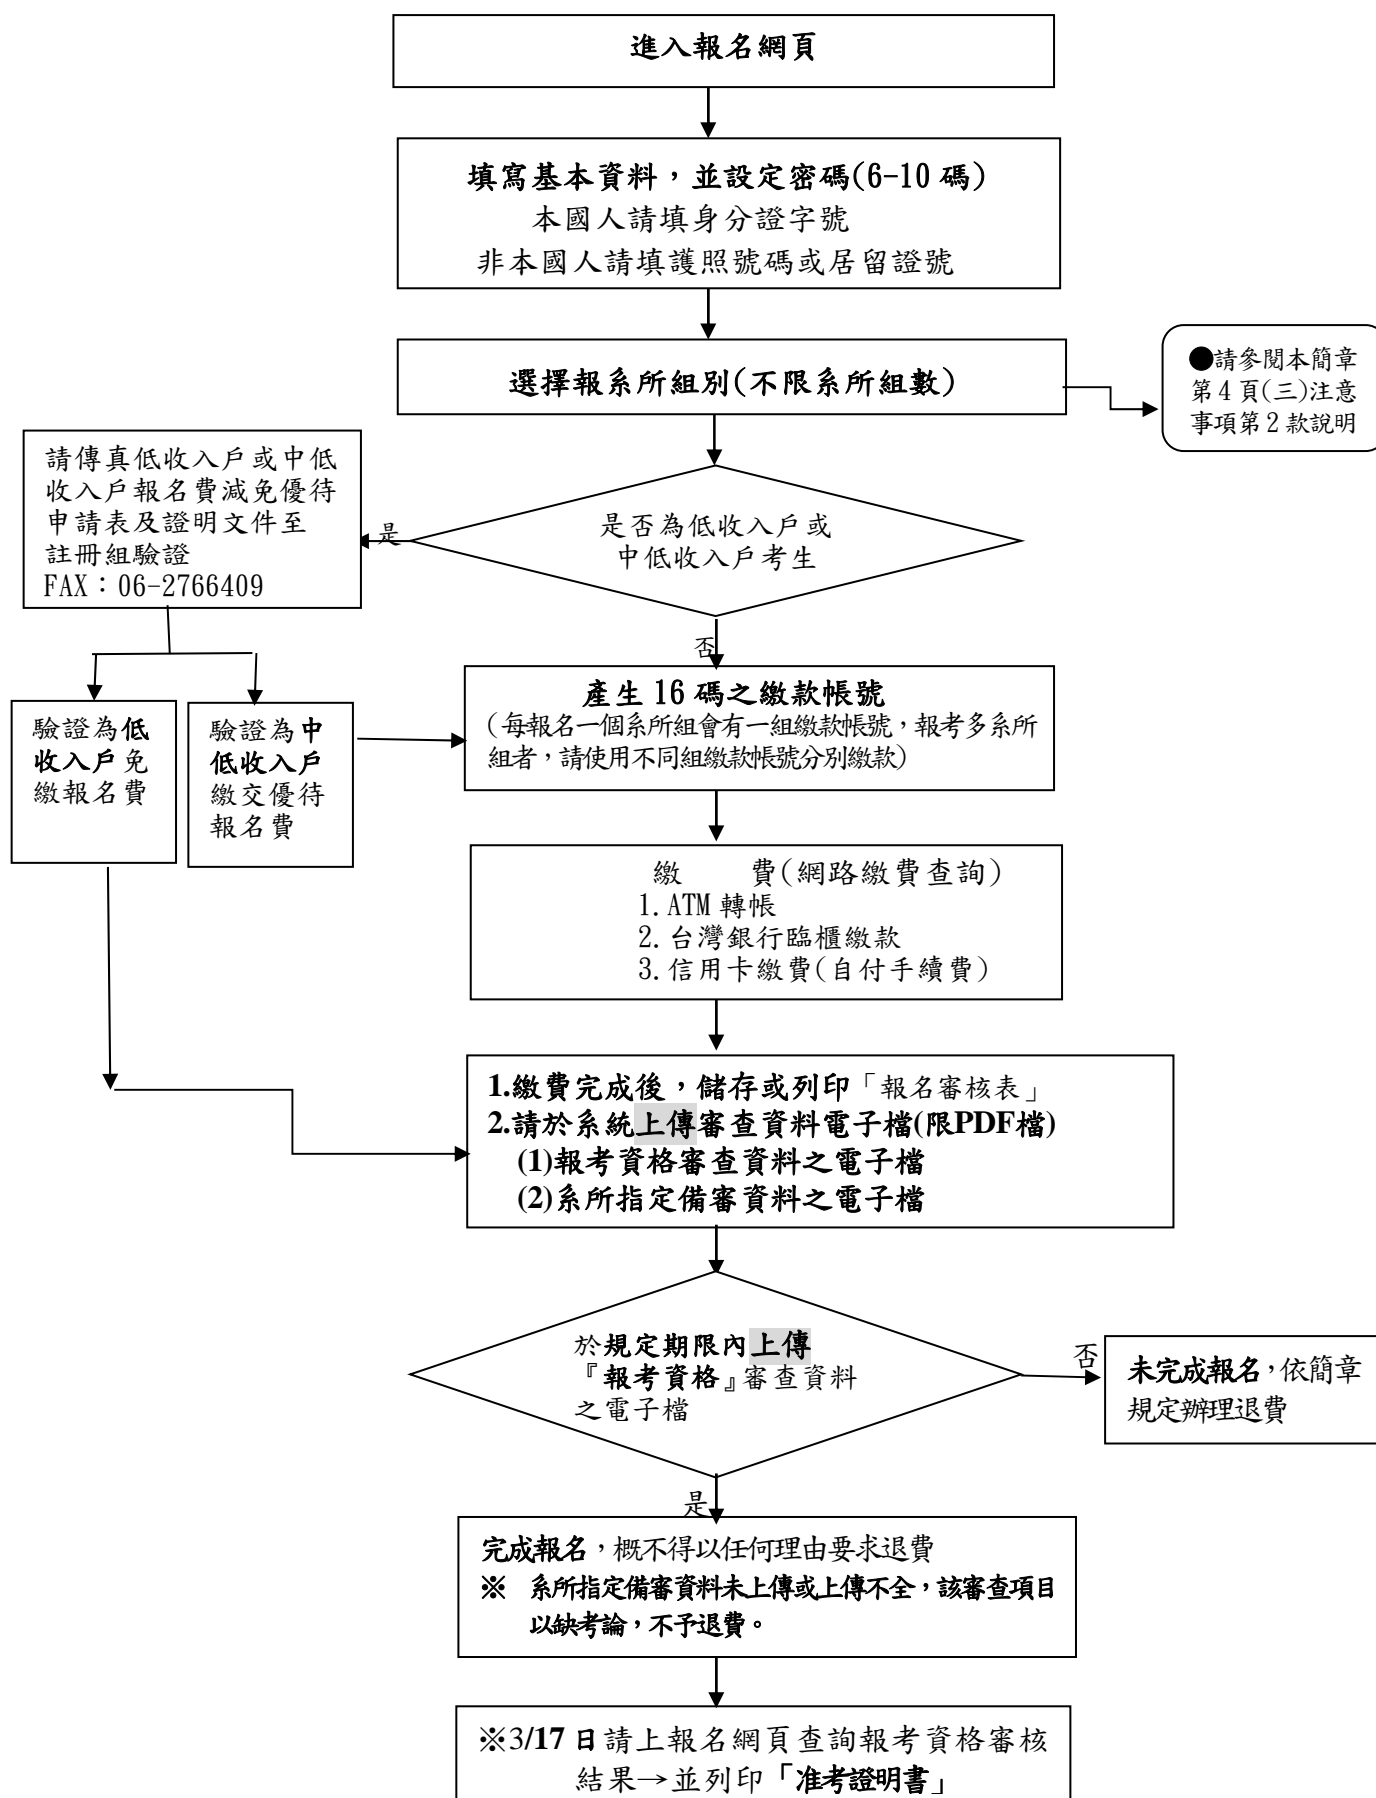 進入報名網頁
填寫基本資料，並設定密碼(6-10 碼)
本國人請填身分證字號
非本國人請填護照號碼或居留證號
選擇報系所組別(不限系所組數)
●請參閱本簡章
第 4 頁(三)注意
事項第 2 款說明
請傳真低收入戶或中低
收入戶報名費減免優待
申請表及證明文件至
註冊組驗證
FAX：06-2766409
是
是否為低收入戶或
中低收入戶考生
否
驗證為低
收入戶免
繳報名費
驗證為中
低收入戶
繳交優待
報名費
產生 16 碼之繳款帳號
(每報名一個系所組會有一組繳款帳號，報考多系所
組者，請使用不同組繳款帳號分別繳款)
繳　　費(網路繳費查詢)
1. ATM 轉帳
2. 台灣銀行臨櫃繳款
3. 信用卡繳費(自付手續費)
1.繳費完成後，儲存或列印「報名審核表」
2.請於系統上傳審查資料電子檔(限PDF檔)
(1)報考資格審查資料之電子檔
(2)系所指定備審資料之電子檔
於規定期限內上傳
『報考資格』審查資料
之電子檔
否
未完成報名，依簡章
規定辦理退費
是
完成報名，概不得以任何理由要求退費
※ 系所指定備審資料未上傳或上傳不全，該審查項目
以缺考論，不予退費。
※3/17 日請上報名網頁查詢報考資格審核
結果→並列印「准考證明書」